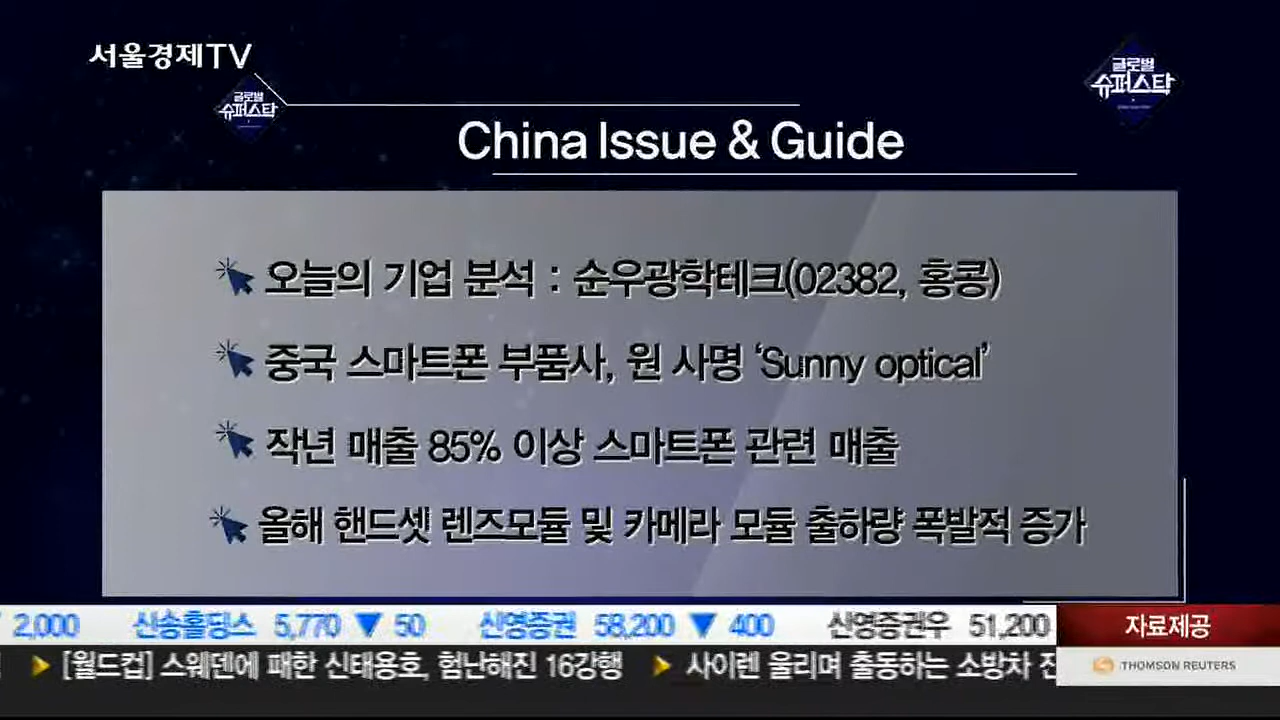 서울경제TV
글로벌
슈퍼스탁
글로벌
슈퍼스탁
China Issue & Guide
오늘의 기업 분석 : 순우광학테크(02382, 홍콩)
중국 스마트폰 부품사, 원 사명 ‘Sunny optical’
작년 매출 85% 이상 스마트폰 관련 매출
올해 핸드셋 렌즈모듈 및 카메라 모듈 출하량 폭발적 증가
2,000 신송홀딩스 5,770 ▼ 50 신영증권 58,200 ▼ 400 신영증권우 51,200
자료제공
[월드컵] 스웨덴에 패한 신태용호, 험난해진 16강행 사이렌 울리며 출동하는 소방차
THOMSON REUTERS